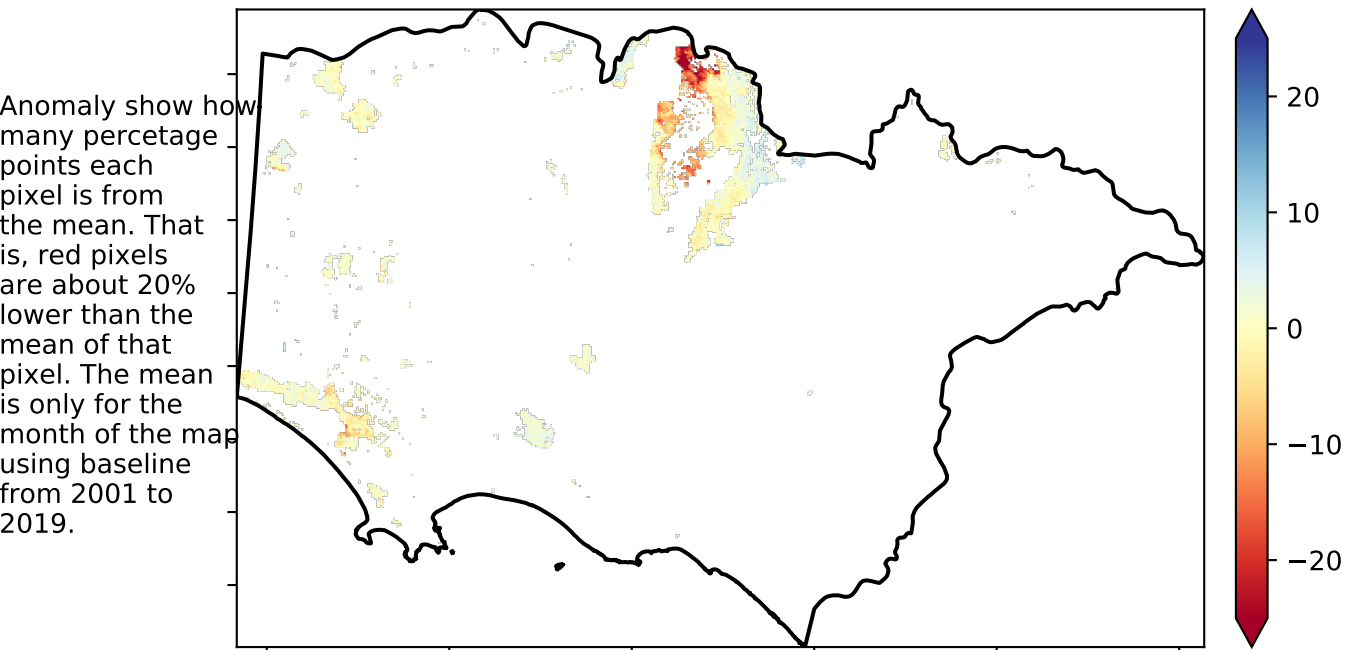 Anomaly show how
many percetage
points each
pixel is from
the mean. That
is, red pixels
are about 20%
lower than the
mean of that
pixel. The mean
is only for the
month of the map
using baseline
from 2001 to
2019.
20
10
0
−10
−20